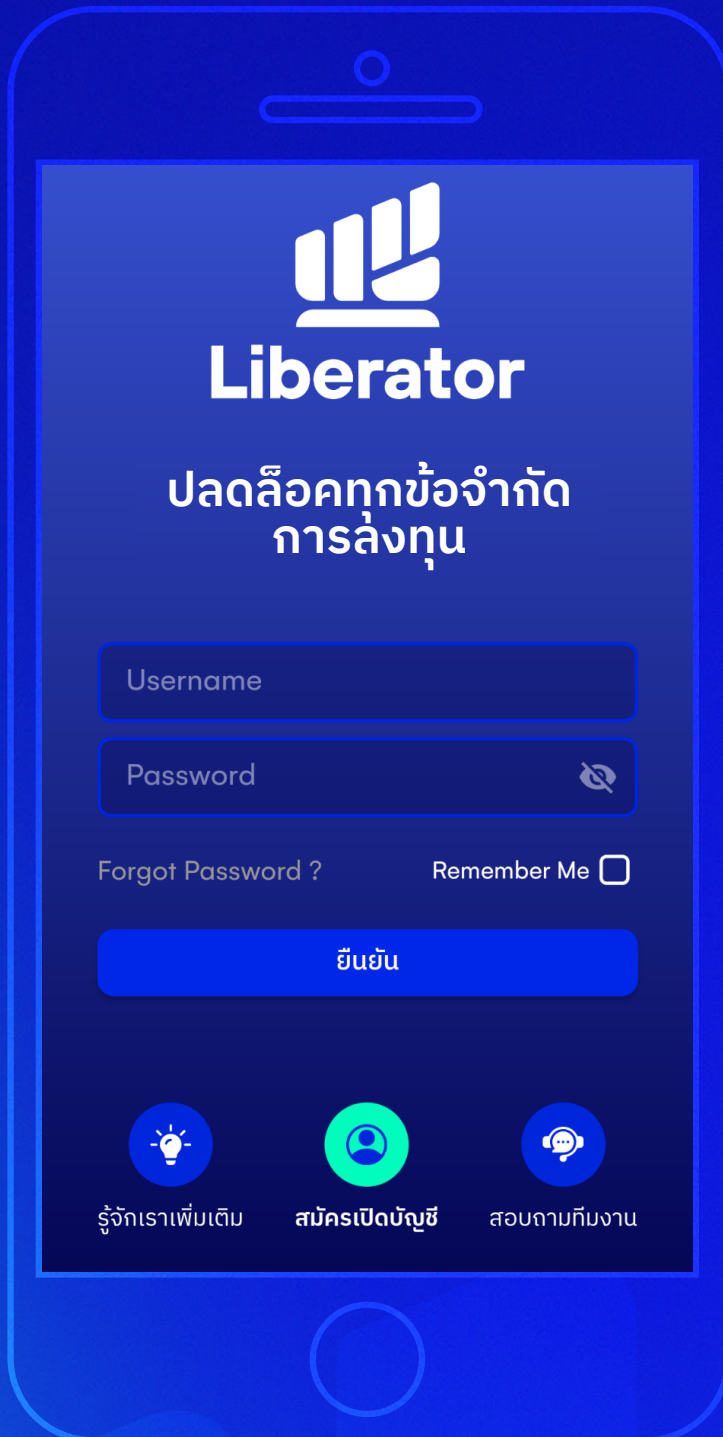 Liberator
ปลดล็อคทุกข้อจำกัด
การลงทุน
Username
Password
Forgot Password ?
Remember Me
ยืนยัน
รู้จักเราเพิ่มเติม
สมัครเปิดบัญชี
สอบถามทีมงาน